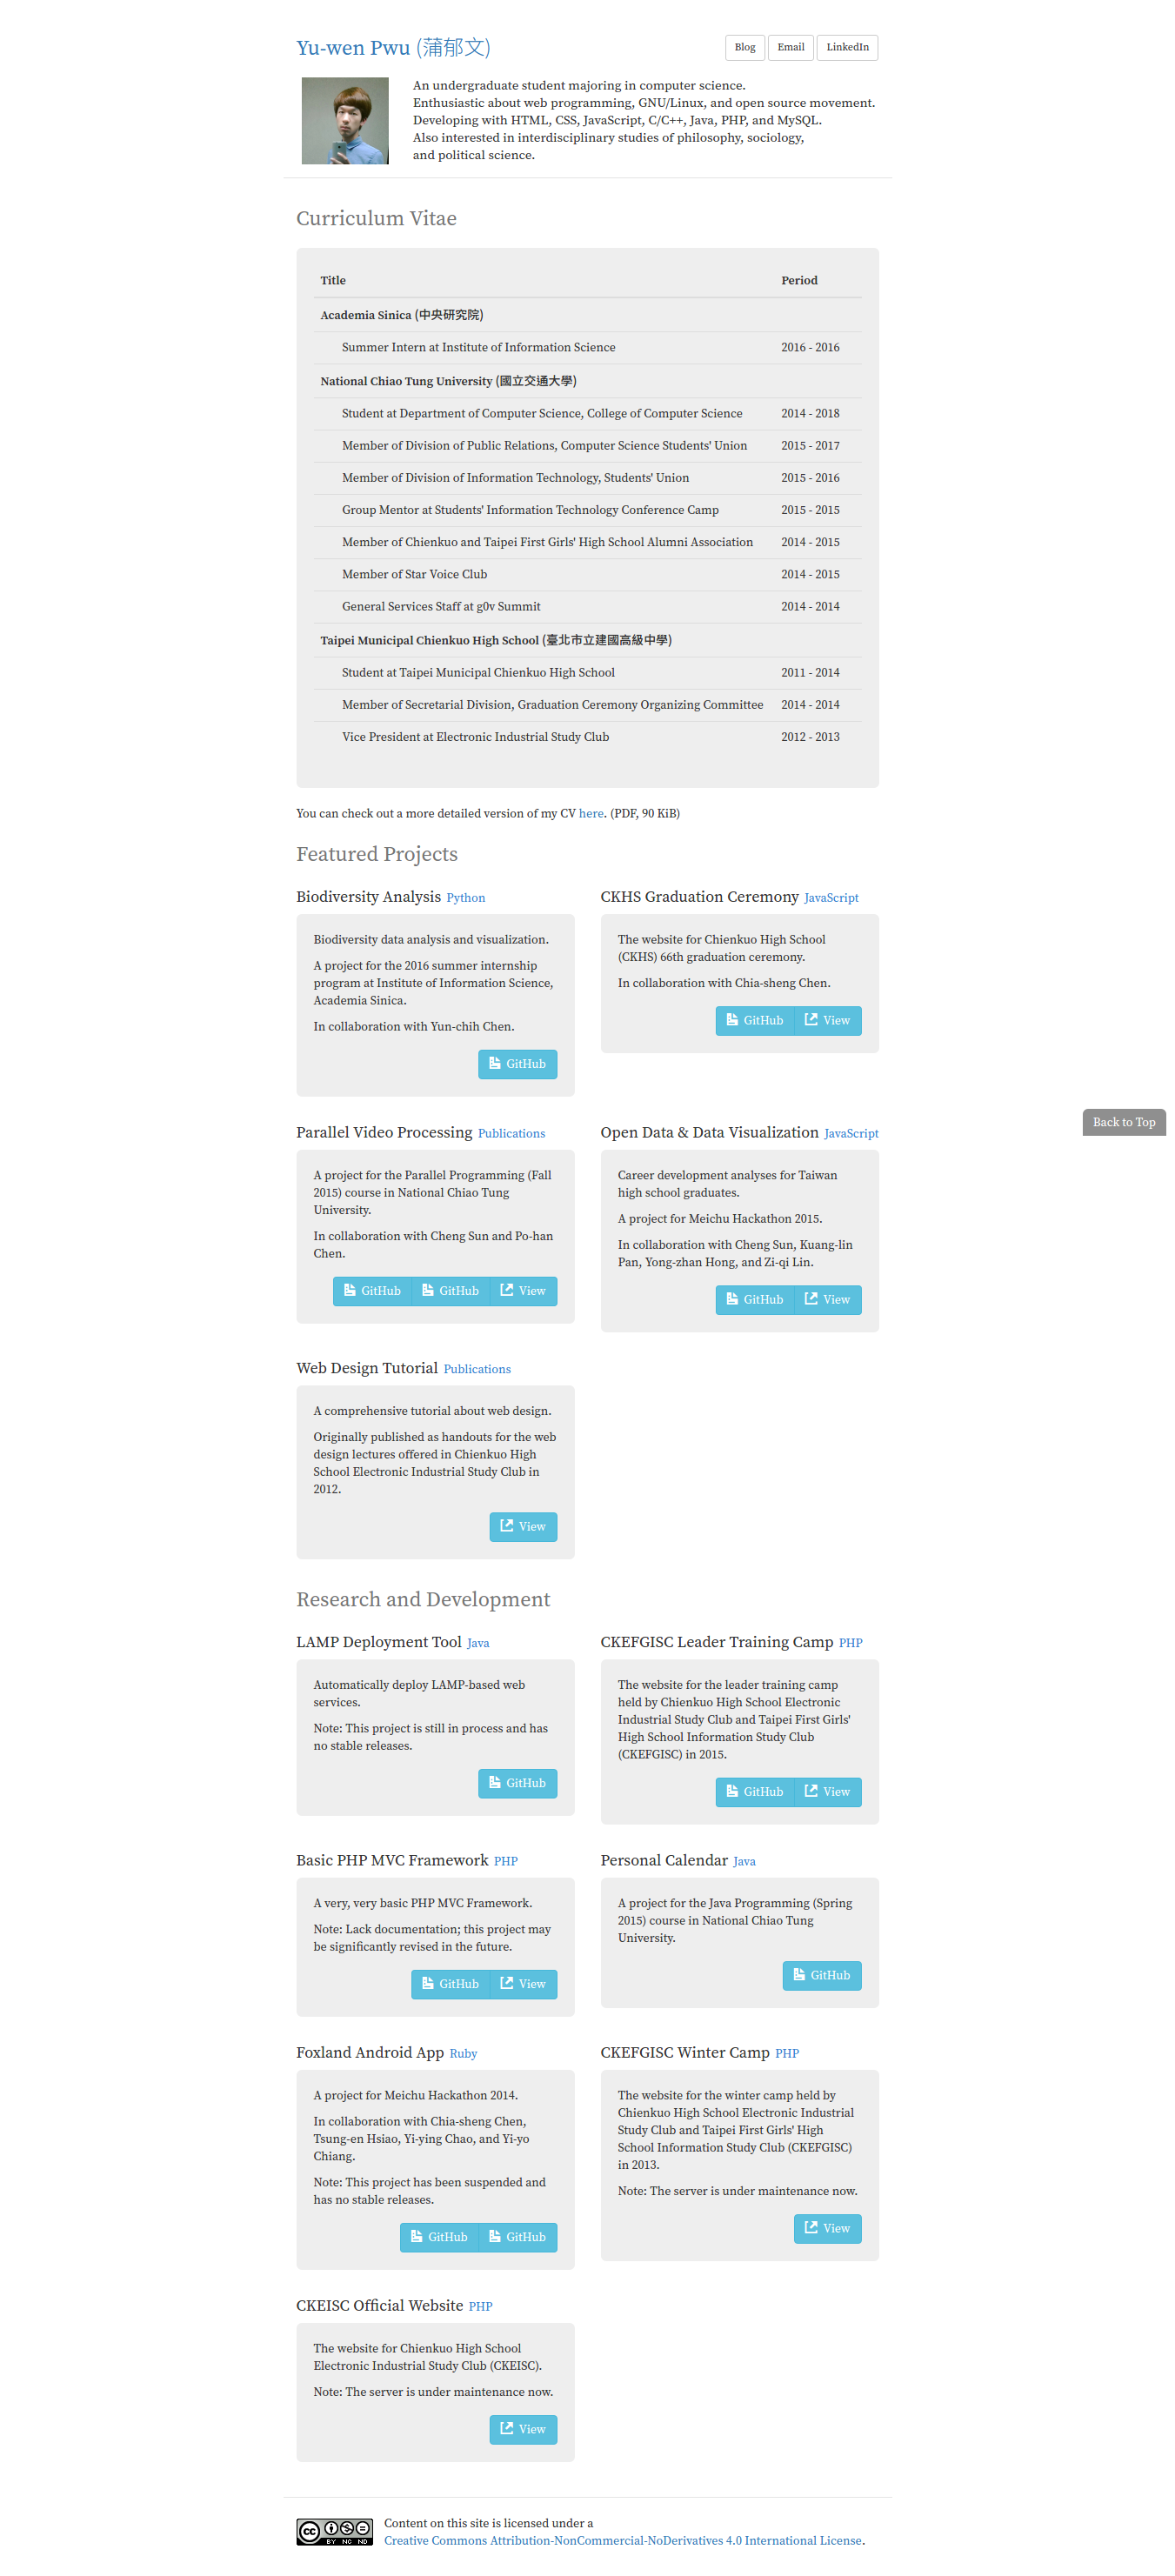 Yu-wen Pwu (蒲郁文)
Blog
Email
LinkedIn
An undergraduate student majoring in computer science.
Enthusiastic about web programming, GNU/Linux, and open source movement.
Developing with HTML, CSS, JavaScript, C/C++, Java, PHP, and MySQL.
Also interested in interdisciplinary studies of philosophy, sociology,
and political science.
Curriculum Vitae
Title Period
Academia Sinica (中央研究院)
Summer Intern at Institute of Information Science 2016 - 2016
National Chiao Tung University (國立交通大學)
Student at Department of Computer Science, College of Computer Science 2014 - 2018
Member of Division of Public Relations, Computer Science Students' Union 2015 - 2017
Member of Division of Information Technology, Students' Union 2015 - 2016
Group Mentor at Students' Information Technology Conference Camp 2015 - 2015
Member of Chienkuo and Taipei First Girls' High School Alumni Association 2014 - 2015
Member of Star Voice Club 2014 - 2015
General Services Staff at g0v Summit 2014 - 2014
Taipei Municipal Chienkuo High School (臺北市立建國高級中學)
Student at Taipei Municipal Chienkuo High School 2011 - 2014
Member of Secretarial Division, Graduation Ceremony Organizing Committee 2014 - 2014
Vice President at Electronic Industrial Study Club 2012 - 2013
You can check out a more detailed version of my CV here. (PDF, 90 KiB)
Featured Projects
Biodiversity Analysis Python
Biodiversity data analysis and visualization.
A project for the 2016 summer internship
program at Institute of Information Science,
Academia Sinica.
In collaboration with Yun-chih Chen.
GitHub
CKHS Graduation Ceremony JavaScript
The website for Chienkuo High School
(CKHS) 66th graduation ceremony.
In collaboration with Chia-sheng Chen.
GitHub View
Back to Top
Parallel Video Processing Publications
A project for the Parallel Programming (Fall
2015) course in National Chiao Tung
University.
In collaboration with Cheng Sun and Po-han
Chen.
GitHub GitHub View
Open Data & Data Visualization JavaScript
Career development analyses for Taiwan
high school graduates.
A project for Meichu Hackathon 2015.
In collaboration with Cheng Sun, Kuang-lin
Pan, Yong-zhan Hong, and Zi-qi Lin.
GitHub View
Web Design Tutorial Publications
A comprehensive tutorial about web design.
Originally published as handouts for the web
design lectures offered in Chienkuo High
School Electronic Industrial Study Club in
2012.
View
Research and Development
LAMP Deployment Tool Java
Automatically deploy LAMP-based web
services.
Note: This project is still in process and has
no stable releases.
GitHub
CKEFGISC Leader Training Camp PHP
The website for the leader training camp
held by Chienkuo High School Electronic
Industrial Study Club and Taipei First Girls'
High School Information Study Club
(CKEFGISC) in 2015.
GitHub View
Basic PHP MVC Framework PHP
A very, very basic PHP MVC Framework.
Note: Lack documentation; this project may
be significantly revised in the future.
GitHub View
Personal Calendar Java
A project for the Java Programming (Spring
2015) course in National Chiao Tung
University.
GitHub
Foxland Android App Ruby
A project for Meichu Hackathon 2014.
In collaboration with Chia-sheng Chen,
Tsung-en Hsiao, Yi-ying Chao, and Yi-yo
Chiang.
Note: This project has been suspended and
has no stable releases.
GitHub GitHub
CKEFGISC Winter Camp PHP
The website for the winter camp held by
Chienkuo High School Electronic Industrial
Study Club and Taipei First Girls' High
School Information Study Club (CKEFGISC)
in 2013.
Note: The server is under maintenance now.
View
CKEISC Official Website PHP
The website for Chienkuo High School
Electronic Industrial Study Club (CKEISC).
Note: The server is under maintenance now.
View
cc BY NC ND
Content on this site is licensed under a
Creative Commons Attribution-NonCommercial-NoDerivatives 4.0 International License.